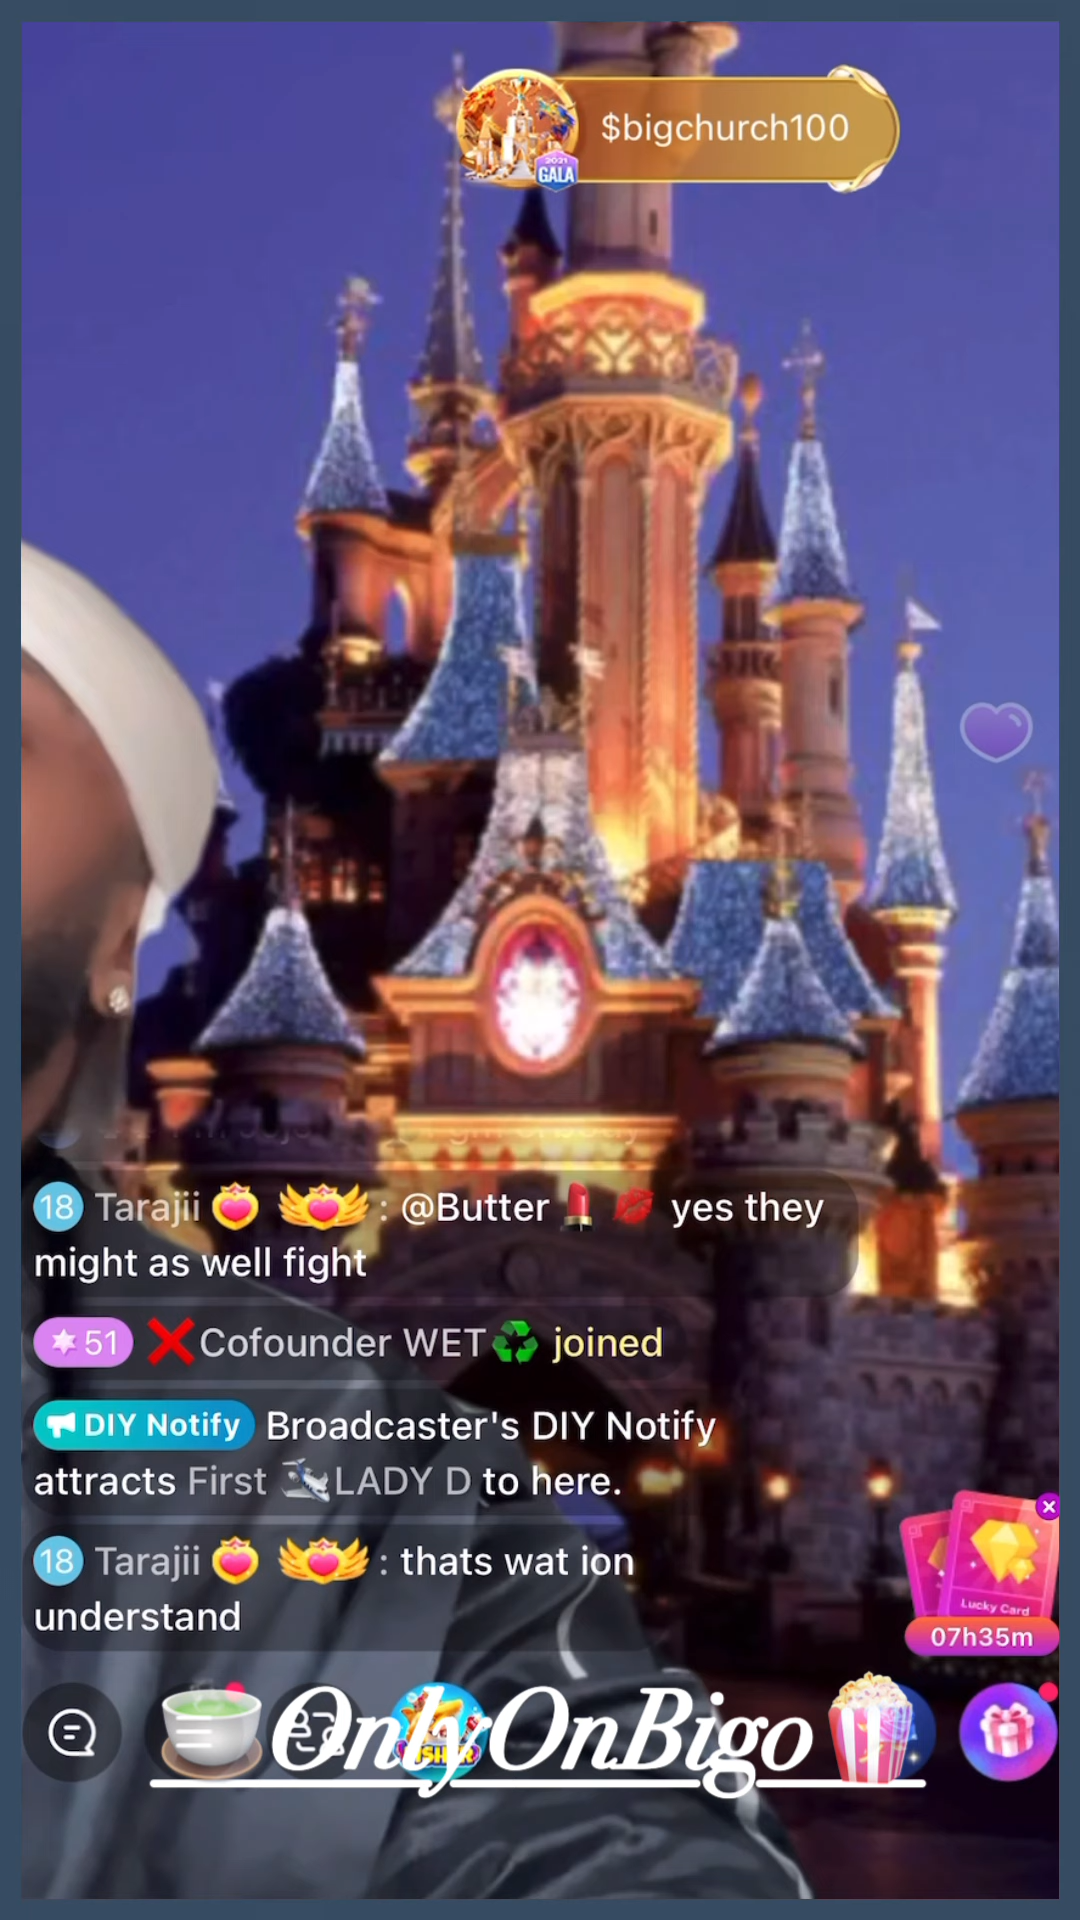 $bigchurch100
2021
GALA
18 Tarajii : @Butter💄💋 yes they
might as well fight
51 ❌Cofounder WET♻️ joined
DIY Notify Broadcaster's DIY Notify
attracts First 🛩LADY D to here.
18 Tarajii : thats wat ion
understand
Lucky Card
07h35m
🍵OnlyOnBigo🍿